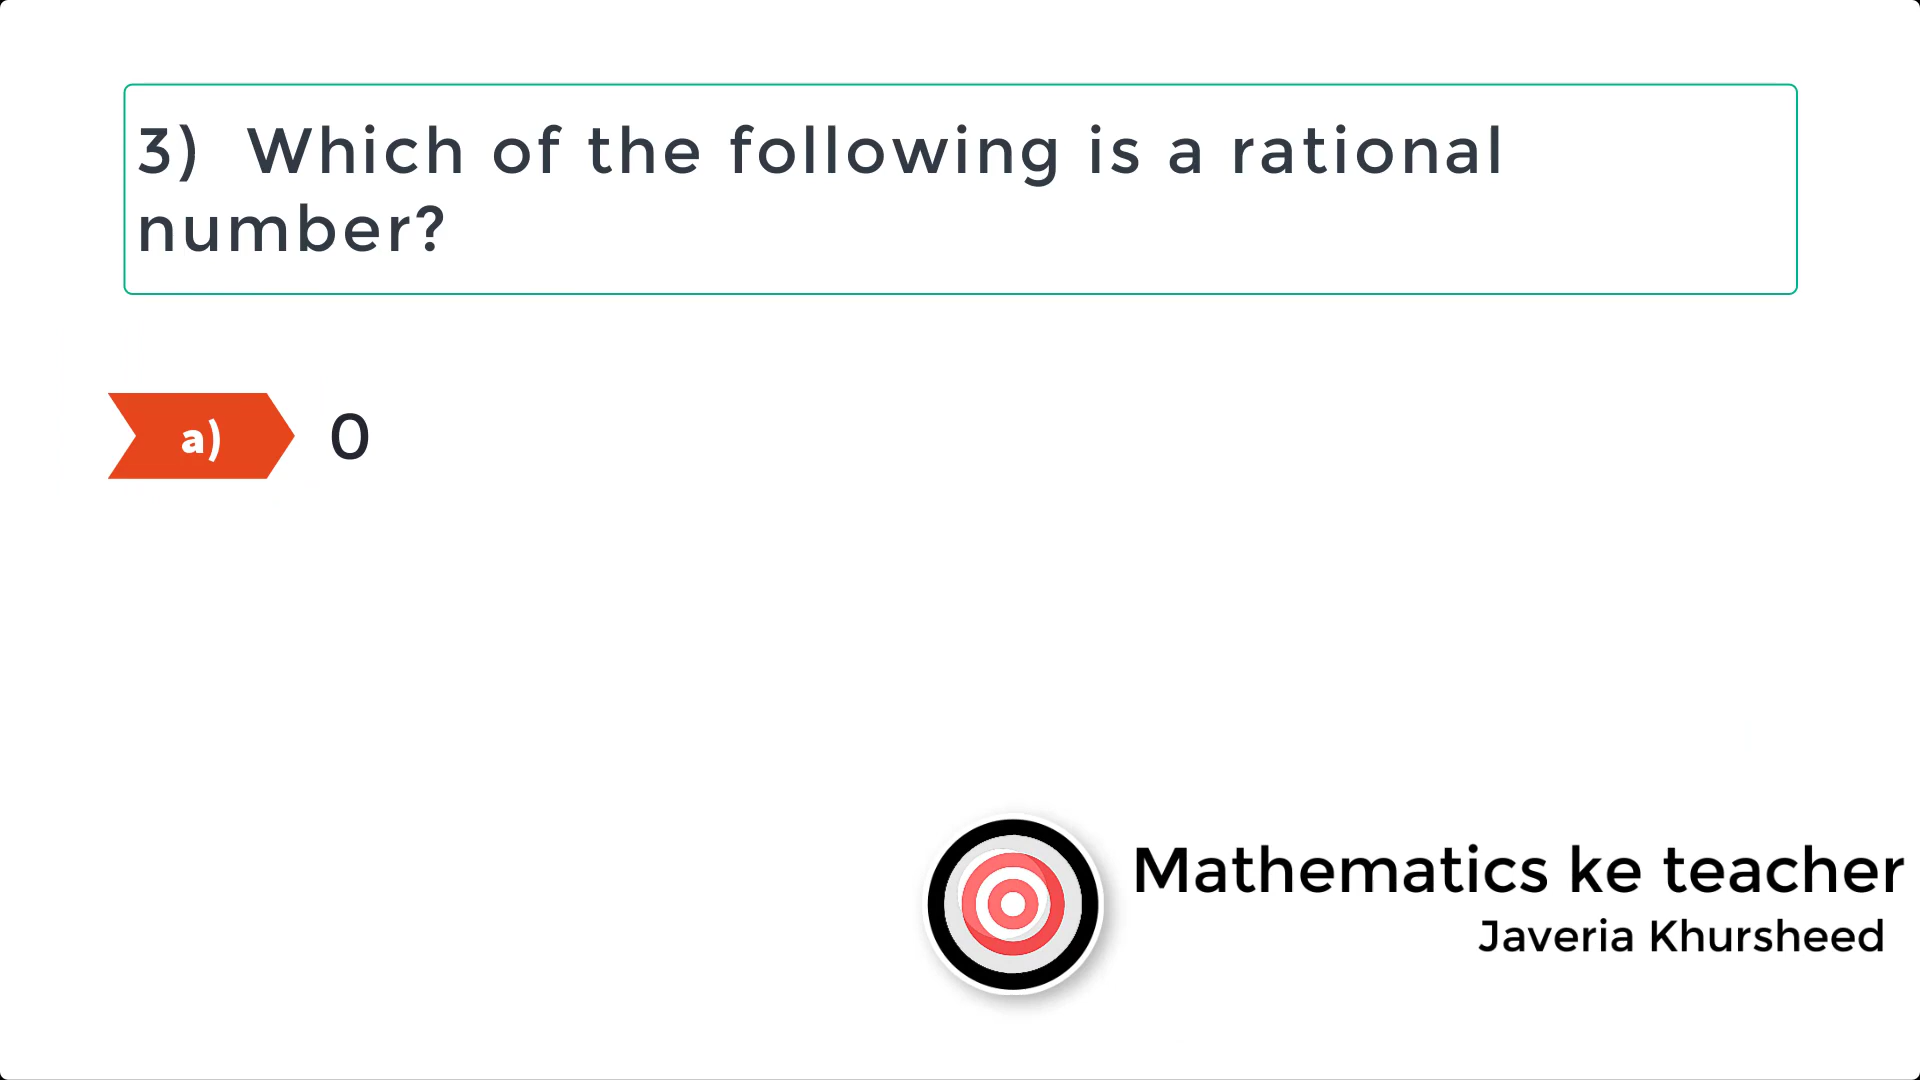 3) Which of the following is a rational
number?
a) 0
Mathematics ke teacher
Javeria Khursheed